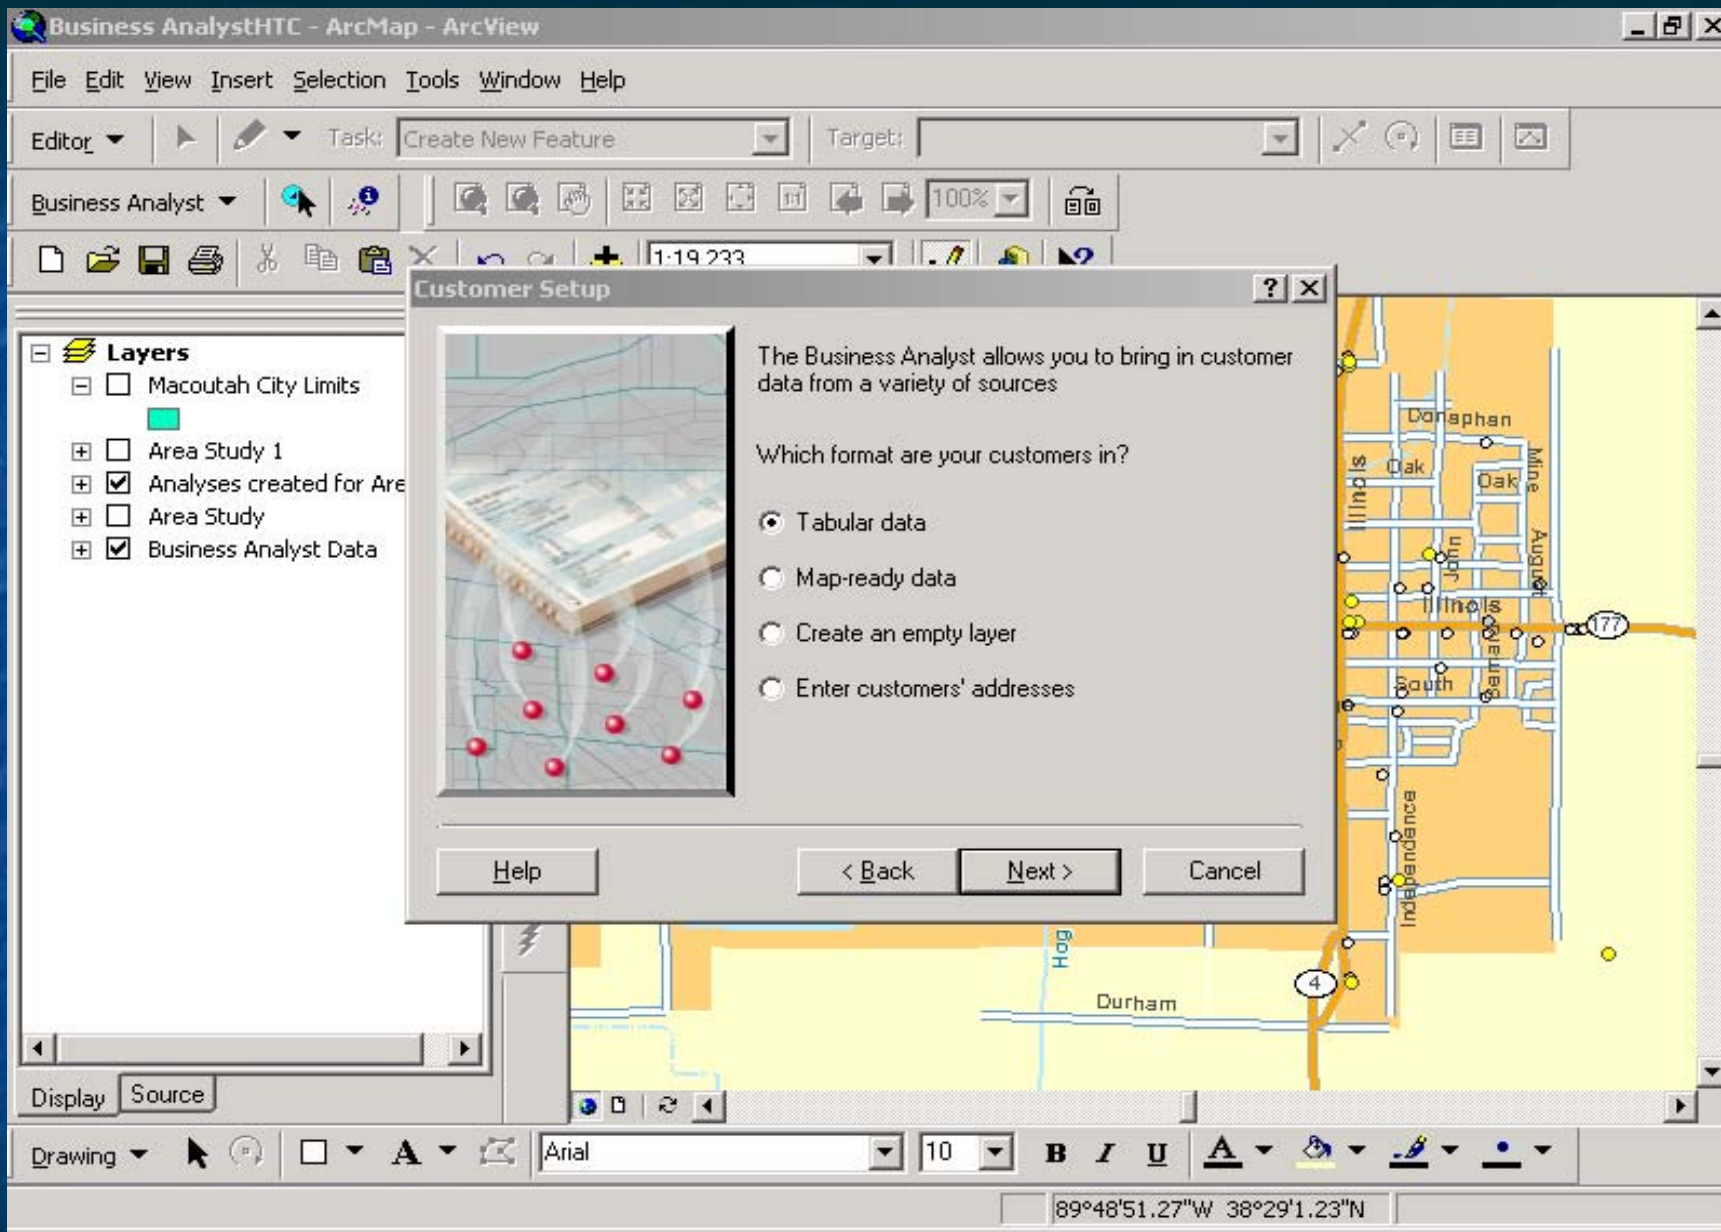 Business AnalystHTC - ArcMap - ArcView
File Edit View Insert Selection Tools Window Help
Editor Task: Create New Feature Target:
Business Analyst 100%
1:19,233
Customer Setup
Layers
Macoutah City Limits
Area Study 1
Analyses created for Are
Area Study
Business Analyst Data
The Business Analyst allows you to bring in customer
data from a variety of sources
Which format are your customers in?
Tabular data
Map-ready data
Create an empty layer
Enter customers' addresses
Help < Back Next > Cancel
Donaphan
Illinois
Oak
Oak
Mine
August
John
Illinois
177
South
Independence
Hog
4
Durham
Display Source
Drawing A Arial 10 B I U A
89°48'51.27"W 38°29'1.23"N